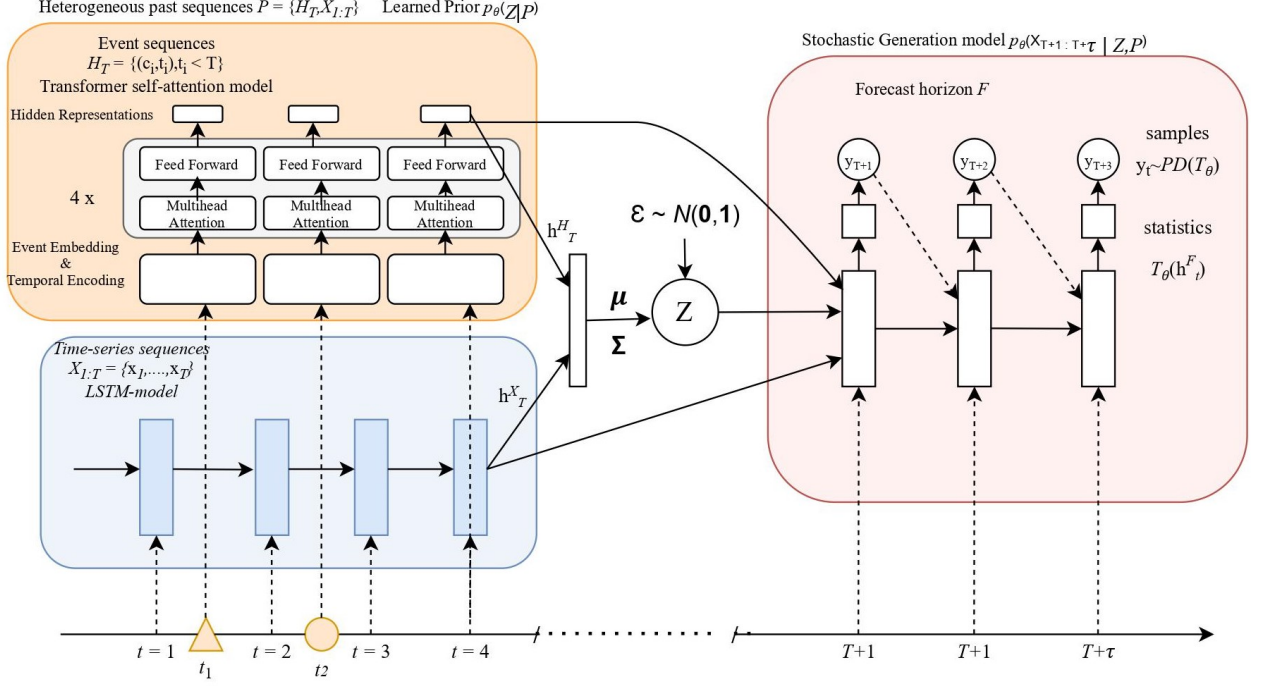 Heterogeneous past sequences P = {H_T,X_1:T} Learned Prior p_θ(Z|P)
Event sequences
H_T = {(c_i,t_i),t_i < T}
Transformer self-attention model
Hidden Representations
Feed Forward Feed Forward Feed Forward
4 x
Multihead Attention Multihead Attention Multihead Attention
Event Embedding
&
Temporal Encoding
Time-series sequences
X_1:T = {x_1,....,x_T}
LSTM-model
h^H_T
h^X_T
ε ~ N(0,1)
μ
Σ
Z
Stochastic Generation model p_θ(X_T+1 : T+τ | Z,P)
Forecast horizon F
y_T+1 y_T+2 y_T+3
samples
y_t~PD(T_θ)
statistics
T_θ(h^F_t)
t = 1 t = 2 t = 3 t = 4 T+1 T+1 T+τ
t_1 t2